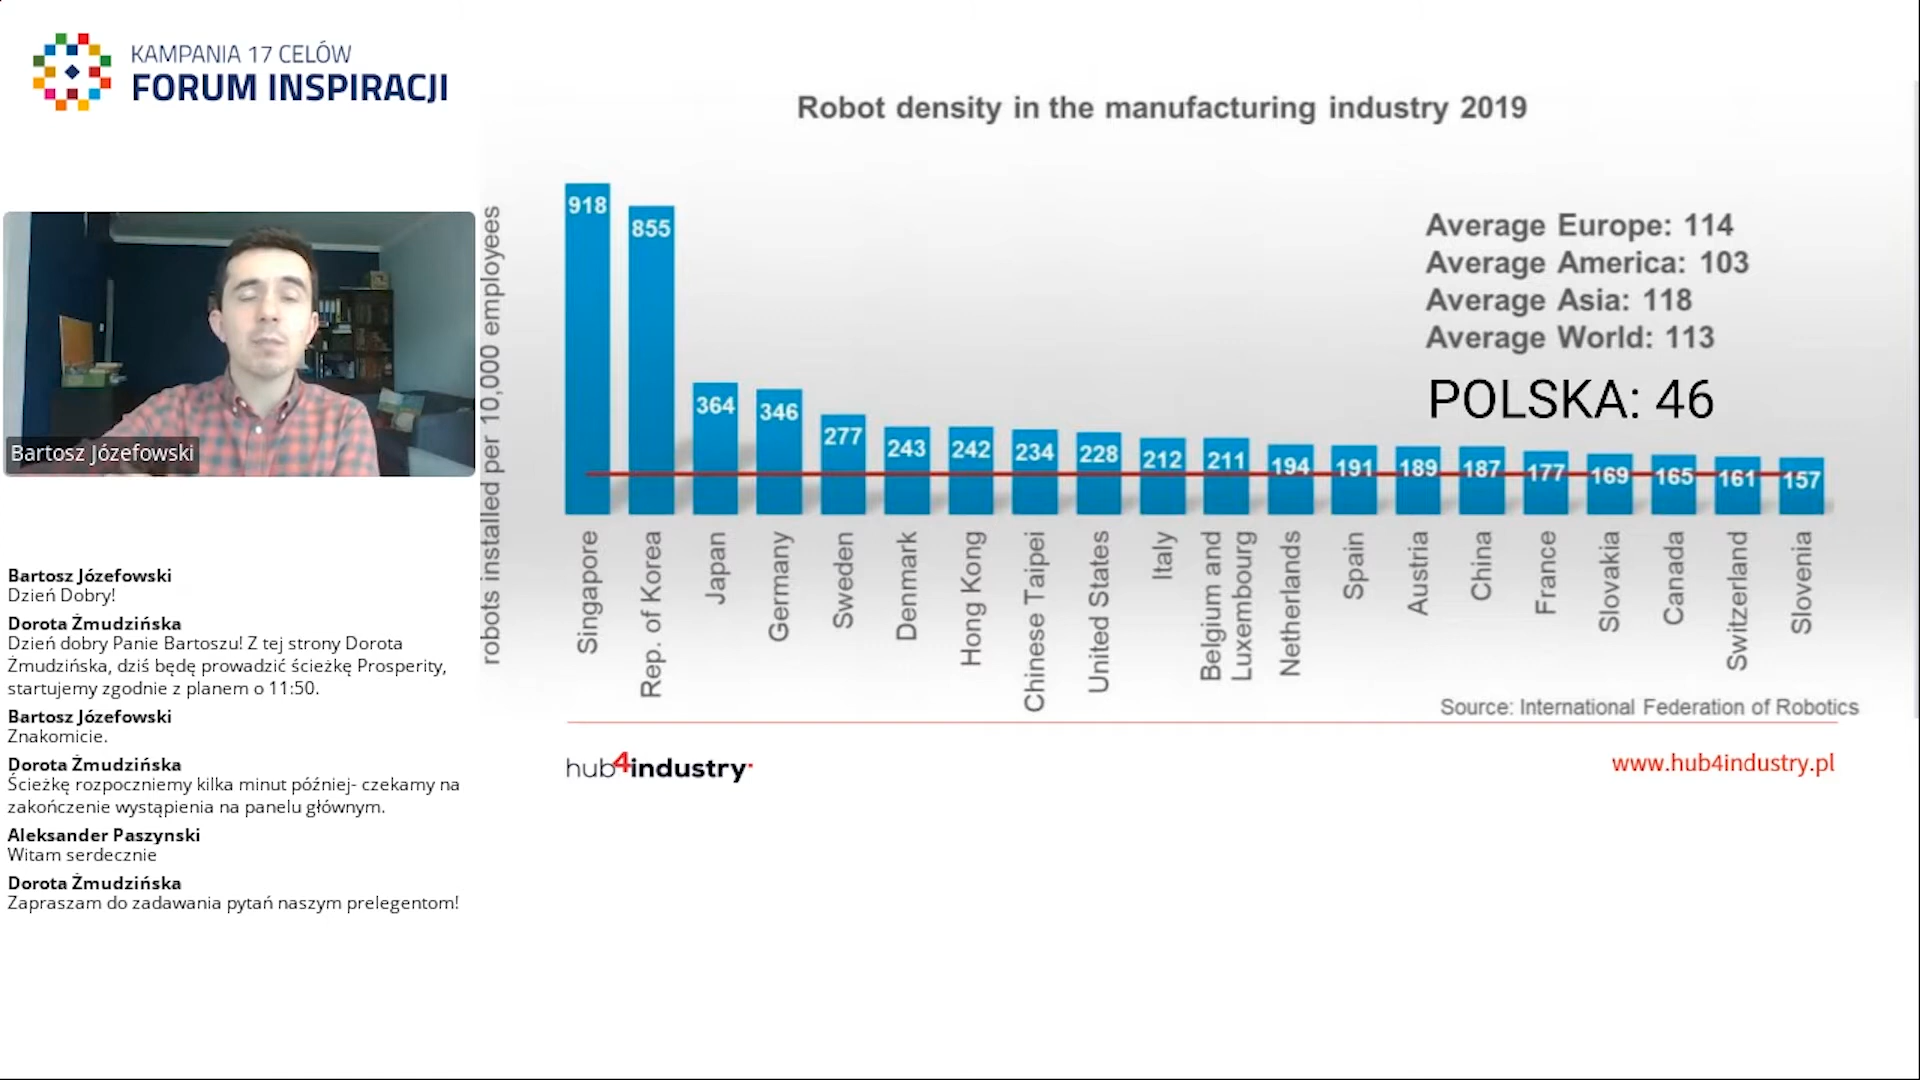 KAMPANIA 17 CELÓW
FORUM INSPIRACJI
Bartosz Józefowski
Bartosz Józefowski
Dzień Dobry!
Dorota Żmudzińska
Dzień dobry Panie Bartoszu! Z tej strony Dorota
Żmudzińska, dziś będę prowadzić ścieżkę Prosperity,
startujemy zgodnie z planem o 11:50.
Bartosz Józefowski
Znakomicie.
Dorota Żmudzińska
Ścieżkę rozpoczniemy kilka minut później- czekamy na
zakończenie wystąpienia na panelu głównym.
Aleksander Paszynski
Witam serdecznie
Dorota Żmudzińska
Zapraszam do zadawania pytań naszym prelegentom!
Robot density in the manufacturing industry 2019
robots installed per 10,000 employees
918
855
364
346
277
243
242
234
228
212
211
194
191
189
187
177
169
165
161
157
Average Europe: 114
Average America: 103
Average Asia: 118
Average World: 113
POLSKA: 46
Singapore
Rep. of Korea
Japan
Germany
Sweden
Denmark
Hong Kong
Chinese Taipei
United States
Italy
Belgium and
Luxembourg
Netherlands
Spain
Austria
China
France
Slovakia
Canada
Switzerland
Slovenia
Source: International Federation of Robotics
hub4industry
www.hub4industry.pl